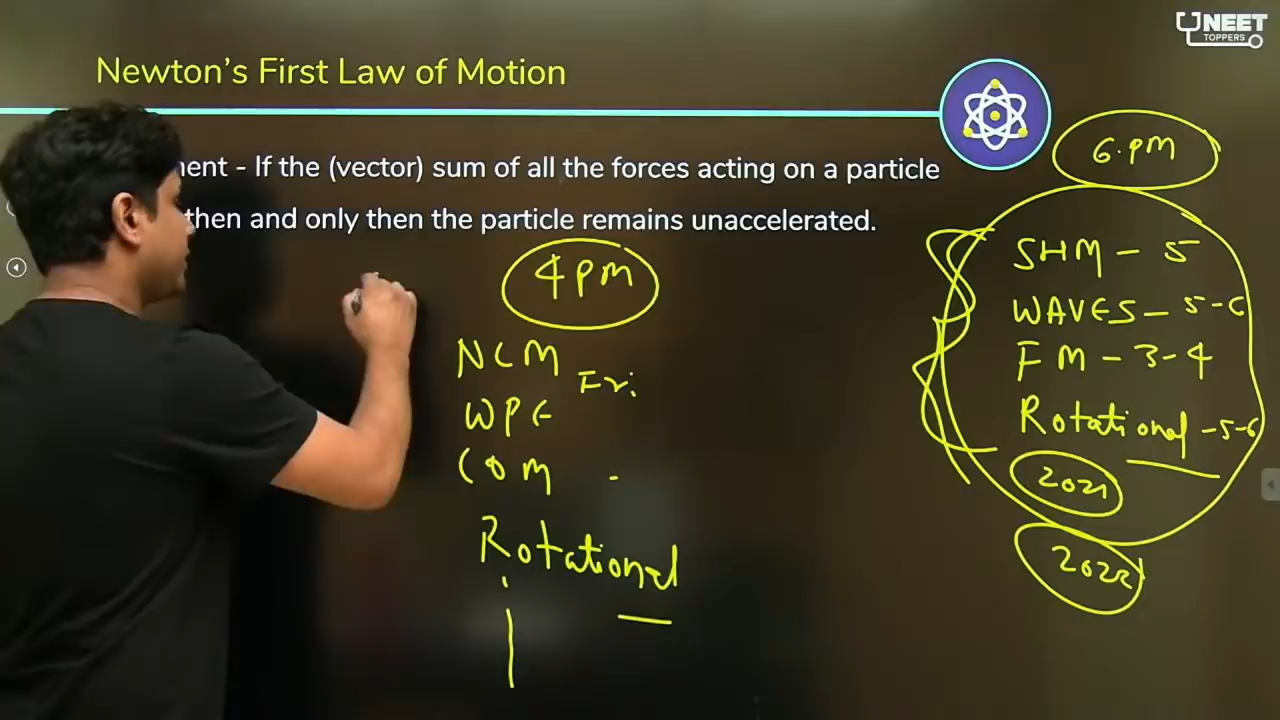 NEET
TOPPERS
Newton's First Law of Motion
ment - If the (vector) sum of all the forces acting on a particle
then and only then the particle remains unaccelerated.
6.PM
4 PM
SHM - 5
WAVES - 5-6
FM - 3-4
Rotational - 5-6
2021
2022
NCM
Fri.
WPE
COM -
Rotational